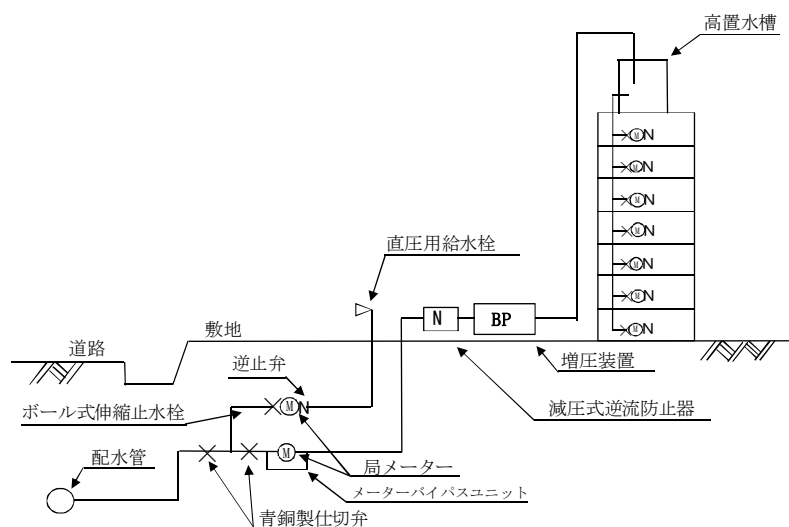 高置水槽
M N
M N
M N
M N
M N
M N
M N
直圧用給水栓
N
BP
敷地
道路
増圧装置
逆止弁
減圧式逆流防止器
ボール式伸縮止水栓
M N
配水管
M
局メーター
メーターバイパスユニット
青銅製仕切弁